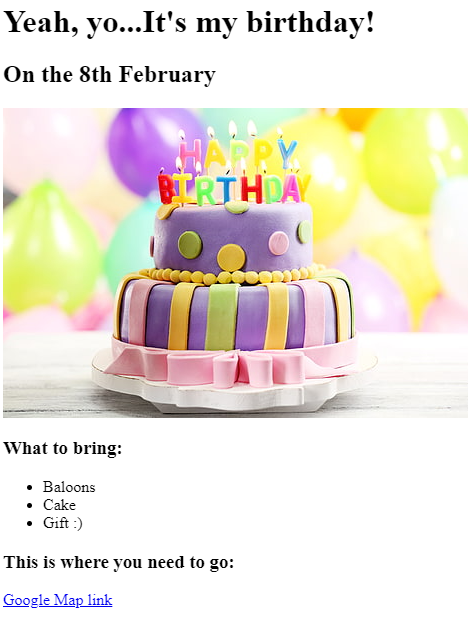 Yeah, yo...It's my birthday!
On the 8th February
HAPPY
BIRTHDAY
What to bring:
Baloons
Cake
Gift :)
This is where you need to go:
Google Map link